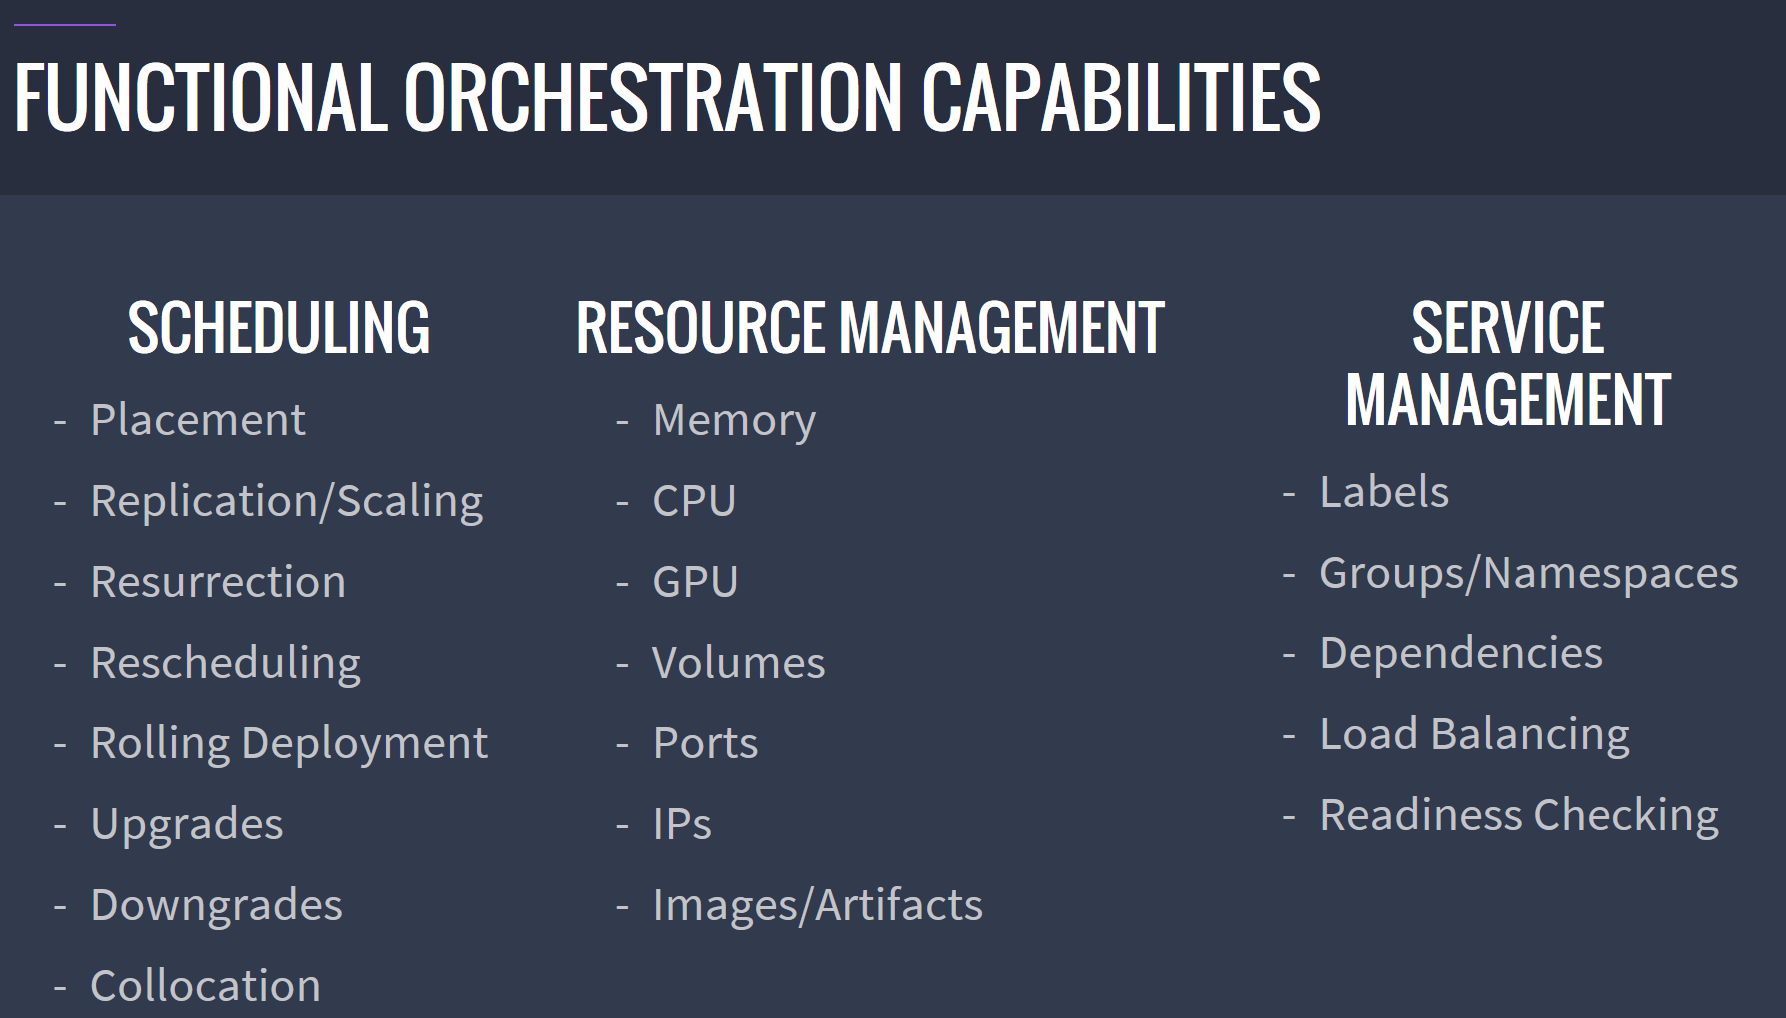 FUNCTIONAL ORCHESTRATION CAPABILITIES
SCHEDULING
- Placement
- Replication/Scaling
- Resurrection
- Rescheduling
- Rolling Deployment
- Upgrades
- Downgrades
- Collocation
RESOURCE MANAGEMENT
- Memory
- CPU
- GPU
- Volumes
- Ports
- IPs
- Images/Artifacts
SERVICE
MANAGEMENT
- Labels
- Groups/Namespaces
- Dependencies
- Load Balancing
- Readiness Checking